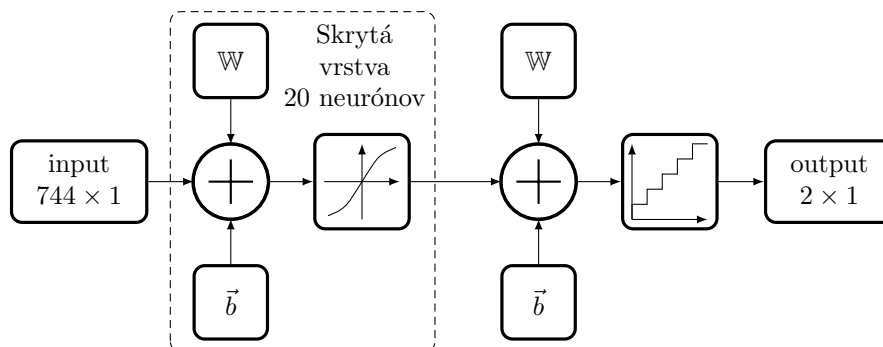 𝕎
Skrytá
vrstva
20 neurónov
𝕎
input
744 × 1
output
2 × 1
b⃗
b⃗